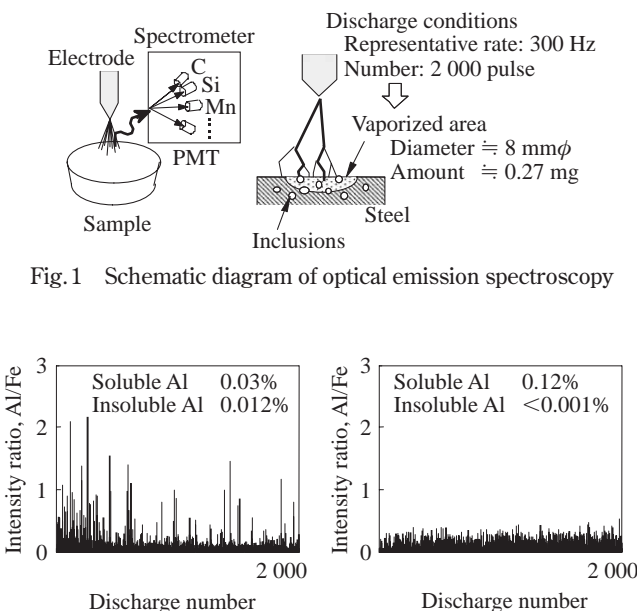 Spectrometer
Electrode
C
Si
Mn
PMT
Sample
Discharge conditions
Representative rate: 300 Hz
Number: 2 000 pulse
Vaporized area
Diameter ≒ 8 mmϕ
Amount ≒ 0.27 mg
Steel
Inclusions
Fig. 1 Schematic diagram of optical emission spectroscopy
Intensity ratio, Al/Fe
3
2
1
0
Soluble Al 0.03%
Insoluble Al 0.012%
2 000
Discharge number
Intensity ratio, Al/Fe
3
2
1
0
Soluble Al 0.12%
Insoluble Al <0.001%
2 000
Discharge number